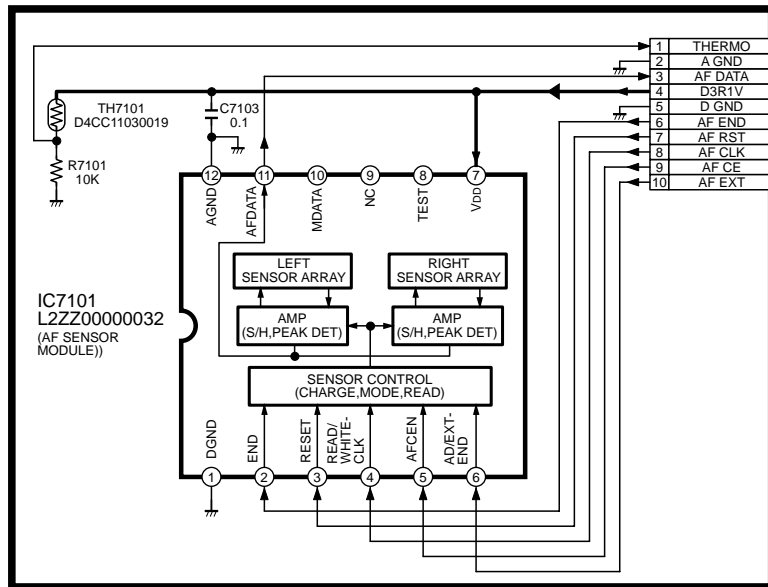 1 THERMO
2 A GND
3 AF DATA
4 D3R1V
5 D GND
6 AF END
7 AF RST
8 AF CLK
9 AF CE
10 AF EXT
TH7101
D4CC11030019
C7103
0.1
R7101
10K
12
11
10
9
8
7
AGND
AFDATA
MDATA
NC
TEST
VDD
LEFT
SENSOR ARRAY
RIGHT
SENSOR ARRAY
IC7101
L2ZZ00000032
(AF SENSOR
MODULE))
AMP
(S/H,PEAK DET)
AMP
(S/H,PEAK DET)
SENSOR CONTROL
(CHARGE,MODE,READ)
DGND
END
RESET
READ/
WHITE-
CLK
AFCEN
AD/EXT-
END
1
2
3
4
5
6